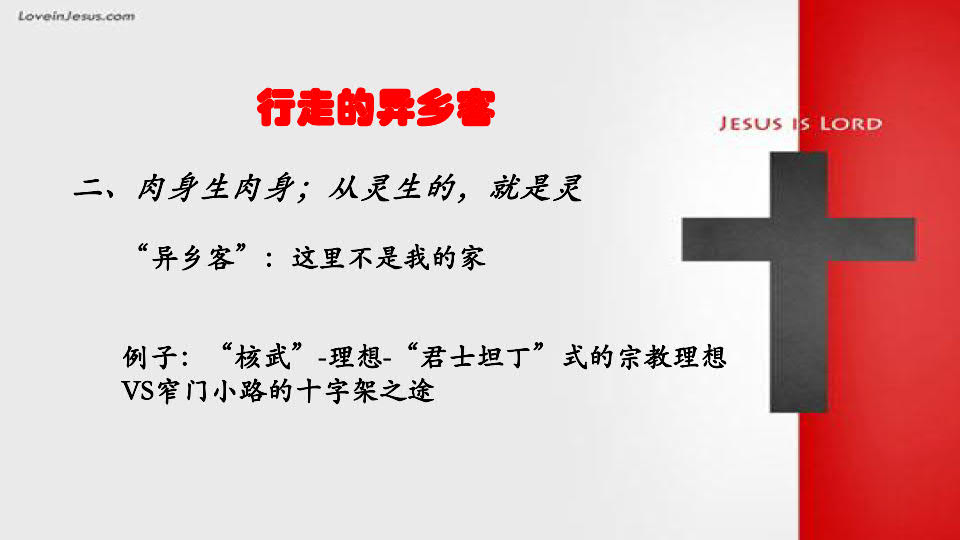 LoveinJesus.com
行走的异乡客
JESUS IS LORD
二、肉身生肉身；从灵生的，就是灵
“异乡客”：这里不是我的家
例子：“核武”-理想-“君士坦丁”式的宗教理想
VS窄门小路的十字架之途